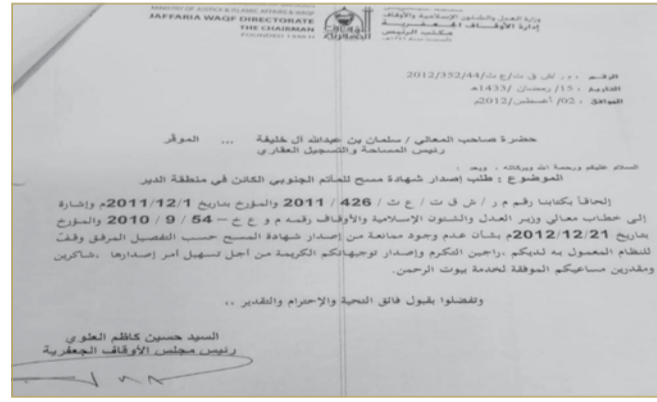 MINISTRY OF JUSTICE & ISLAMIC AFFAIRS & WAQF
JAFFARIA WAQF DIRECTORATE
THE CHAIRMAN
FOUNDED 1346 H
وزارة العدل والشئون الإسلامية والأوقاف
إدارة الأوقاف الجعفرية
مكتب الرئيس
الرقم : م ر /ش ق ت/ع ث/2012/352/44
التاريخ : 15/ رمضان /1433هـ
الموافق : 02/ أغسطس/2012م
حضرة صاحب المعالي / سلمان بن عبدالله آل خليفة ... الموقر
رئيس المساحة والتسجيل العقاري
السلام عليكم ورحمة الله وبركاته ، وبعد ،
الموضوع : طلب إصدار شهادة مسح للمأتم الجنوبي الكائن في منطقة الدير
إلحاقاً بكتابنا رقم م ر / ش ق ت / ع ث / 426 / 2011 والمؤرخ بتاريخ 2011/12/1م وإشارة
إلى خطاب معالي وزير العدل والشئون الإسلامية والأوقاف رقمه م و ع خ – 54 / 9 / 2010 والمؤرخ
بتاريخ 2012/12/21م بشأن عدم وجود ممانعة من إصدار شهادة المسح حسب التفصيل المرفق وقف
للنظام المعمول به لديكم ،راجين التكرم وإصدار توجيهاتكم الكريمة من أجل تسهيل أمر إصدارها ،شاكرين
ومقدرين مساعيكم الموفقة لخدمة بيوت الرحمن.
وتفضلوا بقبول فائق التحية والإحترام والتقدير ،،
السيد حسين كاظم العلوي
رئيس مجلس الأوقاف الجعفرية